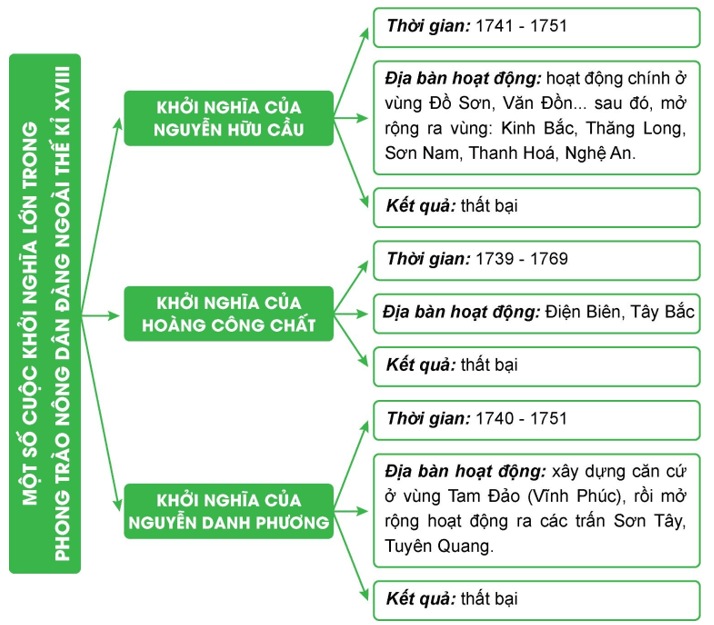 MỘT SỐ CUỘC KHỞI NGHĨA LỚN TRONG
PHONG TRÀO NÔNG DÂN ĐÀNG NGOÀI THẾ KỈ XVIII
KHỞI NGHĨA CỦA
NGUYỄN HỮU CẦU
Thời gian: 1741 - 1751
Địa bàn hoạt động: hoạt động chính ở
vùng Đồ Sơn, Văn Đồn... sau đó, mở
rộng ra vùng: Kinh Bắc, Thăng Long,
Sơn Nam, Thanh Hoá, Nghệ An.
Kết quả: thất bại
KHỞI NGHĨA CỦA
HOÀNG CÔNG CHẤT
Thời gian: 1739 - 1769
Địa bàn hoạt động: Điện Biên, Tây Bắc
Kết quả: thất bại
KHỞI NGHĨA CỦA
NGUYỄN DANH PHƯƠNG
Thời gian: 1740 - 1751
Địa bàn hoạt động: xây dựng căn cứ
ở vùng Tam Đảo (Vĩnh Phúc), rồi mở
rộng hoạt động ra các trấn Sơn Tây,
Tuyên Quang.
Kết quả: thất bại